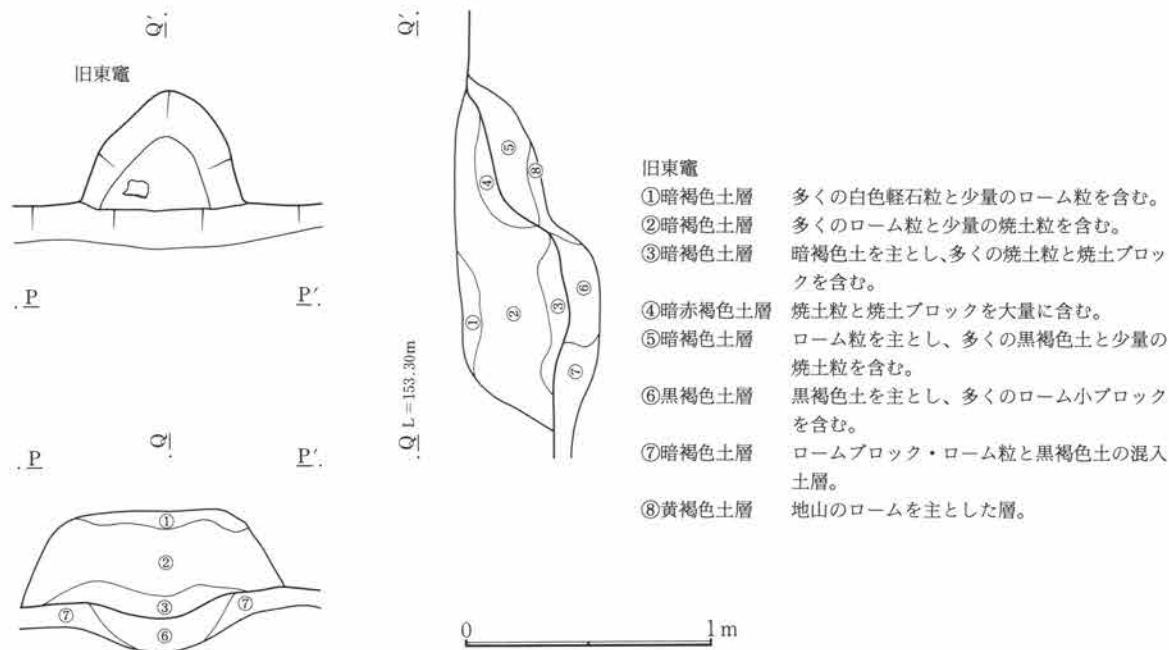 Q′
旧東竈
P
P′
Q′
⑤
⑧
④
⑥
①
②
③
⑦
Q L=153.30m
旧東竈
①暗褐色土層 多くの白色軽石粒と少量のローム粒を含む。
②暗褐色土層 多くのローム粒と少量の焼土粒を含む。
③暗褐色土層 暗褐色土を主とし、多くの焼土粒と焼土ブロッ
クを含む。
④暗赤褐色土層 焼土粒と焼土ブロックを大量に含む。
⑤暗褐色土層 ローム粒を主とし、多くの黒褐色土と少量の
焼土粒を含む。
⑥黒褐色土層 黒褐色土を主とし、多くのローム小ブロック
を含む。
⑦暗褐色土層 ロームブロック・ローム粒と黒褐色土の混入
土層。
⑧黄褐色土層 地山のロームを主とした層。
P
Q
P′
①
②
③
⑦
⑦
⑥
0 1m